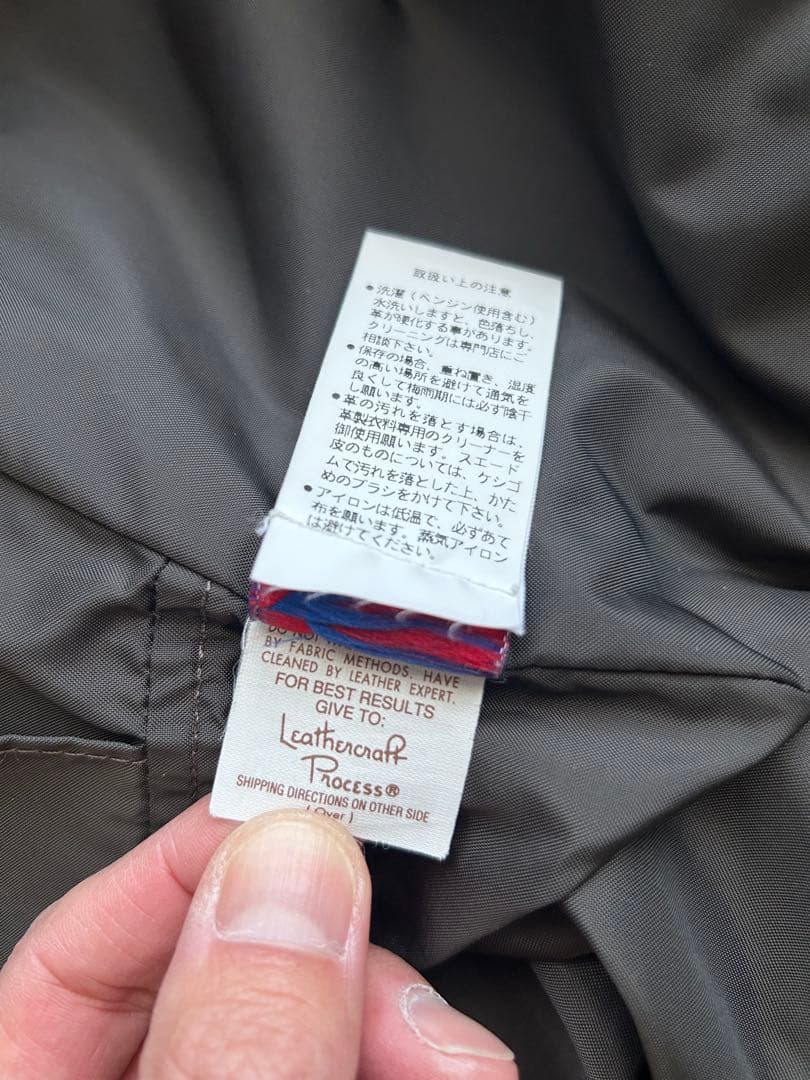 取扱い上の注意
●洗濯(ベンジン使用含む)
水洗いしますと、色落ちし、
革が硬化する事があります。
クリーニングは専門店にご
相談下さい。
●保存の場合、重ね置き、湿度
の高い場所を避けて通気を
良くして梅雨期には必ず陰干
し願います。
●革の汚れを落とす場合は、
革製衣料専用のクリーナーを
御使用願います。スエード
皮のものについては、ケシゴ
ムで汚れを落とした上、かた
めのブラシをかけて下さい。
●アイロンは低温で、必ずあて
布を願います。蒸気アイロン
は避けてください。
DO NOT
BY FABRIC METHODS. HAVE
CLEANED BY LEATHER EXPERT.
FOR BEST RESULTS
GIVE TO:
Leathercraft
Process®
SHIPPING DIRECTIONS ON OTHER SIDE
(Over)